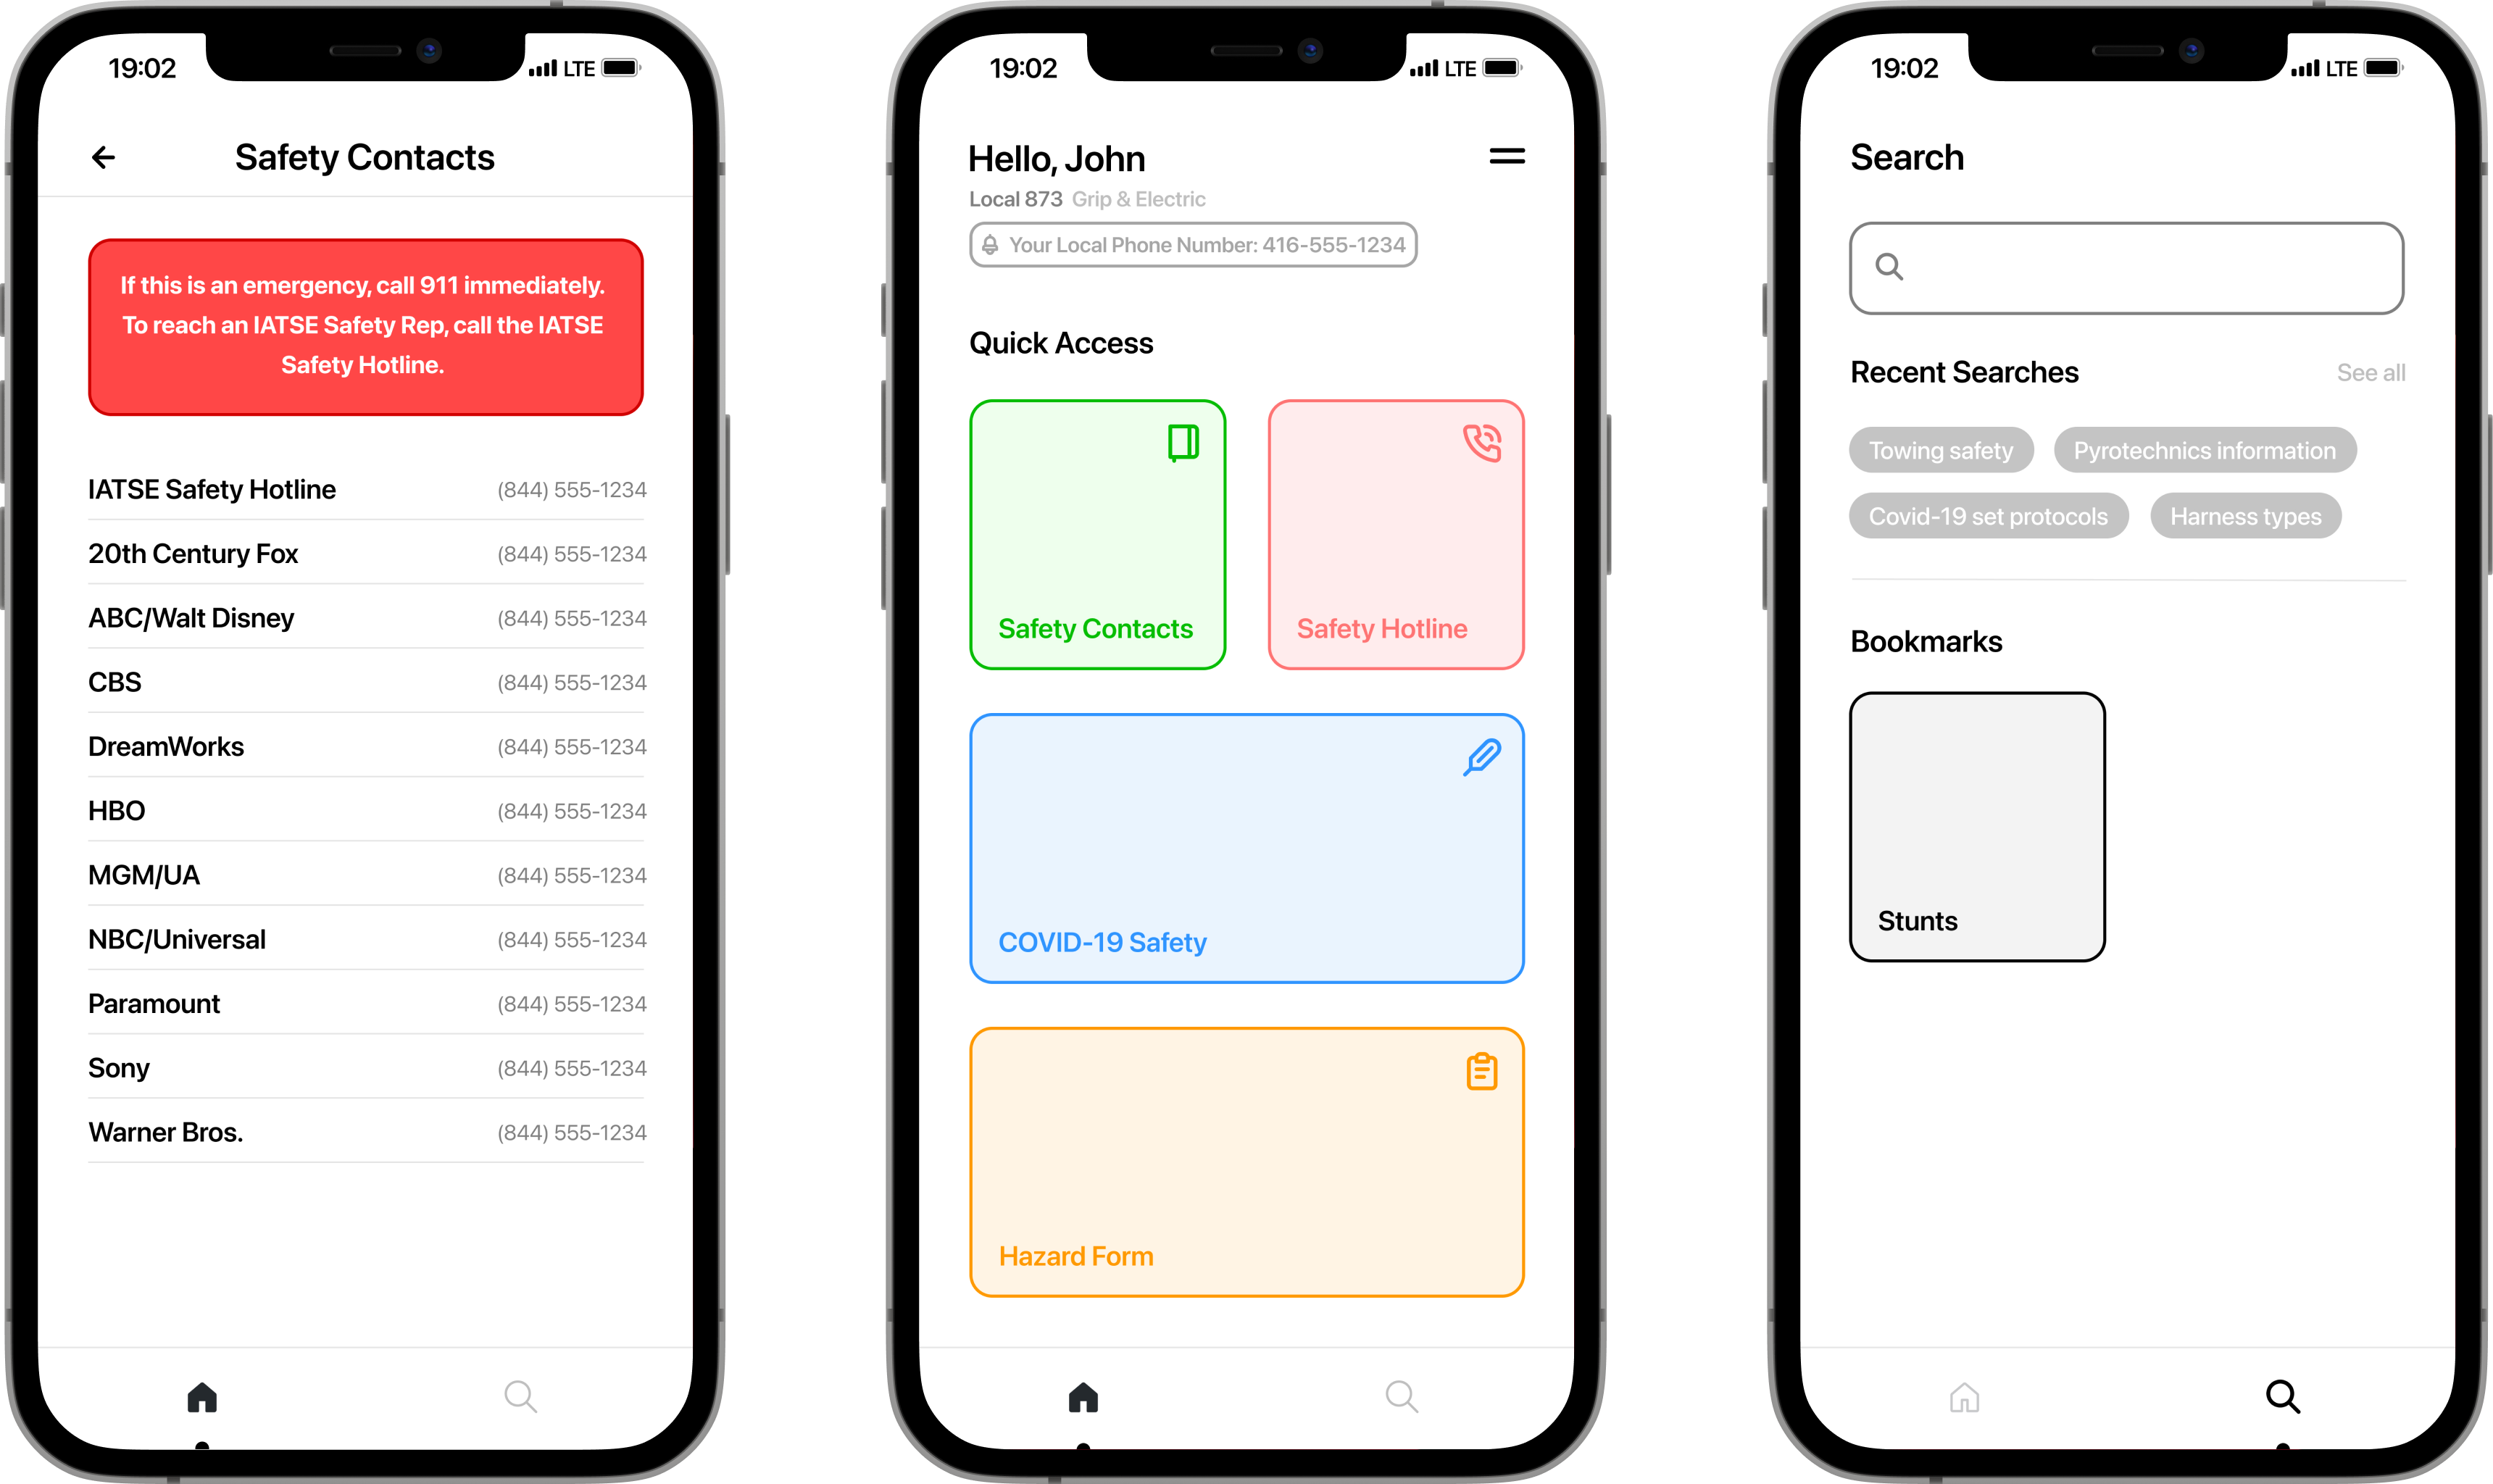 19:02 LTE
Safety Contacts
If this is an emergency, call 911 immediately.
To reach an IATSE Safety Rep, call the IATSE
Safety Hotline.
IATSE Safety Hotline (844) 555-1234
20th Century Fox (844) 555-1234
ABC/Walt Disney (844) 555-1234
CBS (844) 555-1234
DreamWorks (844) 555-1234
HBO (844) 555-1234
MGM/UA (844) 555-1234
NBC/Universal (844) 555-1234
Paramount (844) 555-1234
Sony (844) 555-1234
Warner Bros. (844) 555-1234
19:02 LTE
Hello, John
Local 873 Grip & Electric
Your Local Phone Number: 416-555-1234
Quick Access
Safety Contacts Safety Hotline
COVID-19 Safety
Hazard Form
19:02 LTE
Search
Recent Searches See all
Towing safety Pyrotechnics information
Covid-19 set protocols Harness types
Bookmarks
Stunts